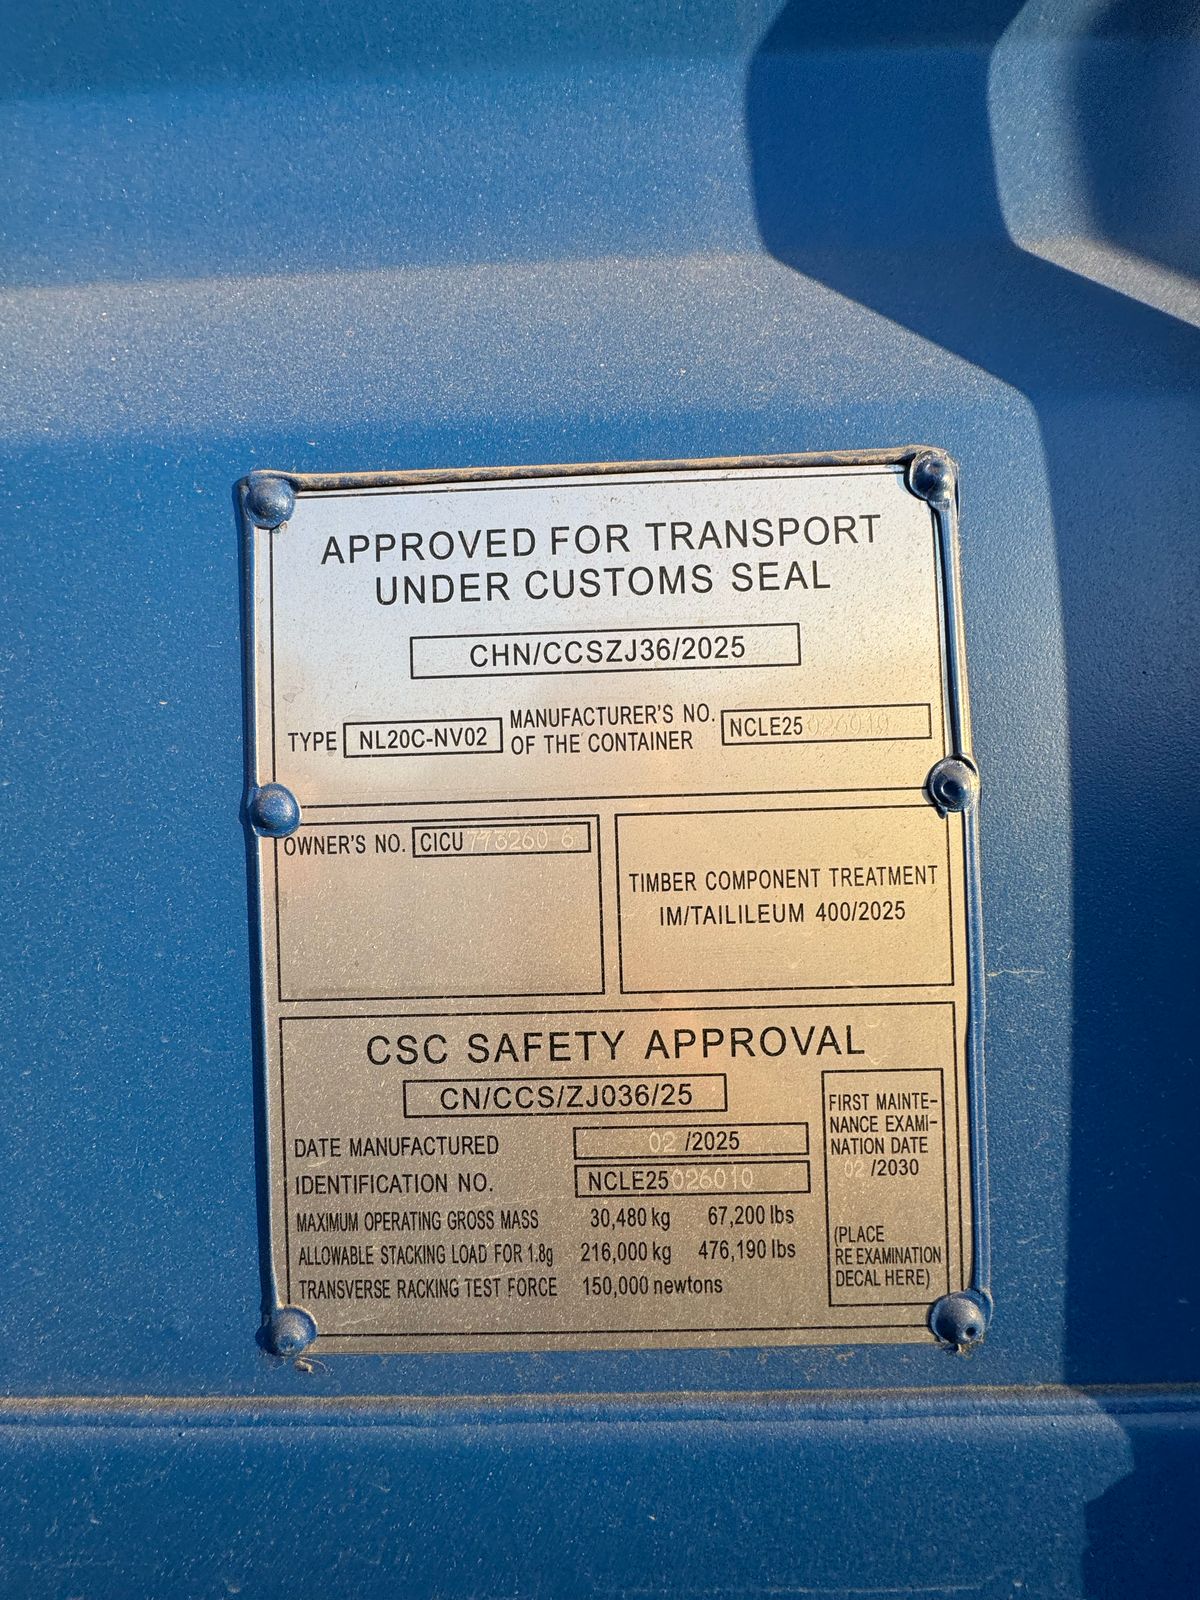 APPROVED FOR TRANSPORT
UNDER CUSTOMS SEAL
CHN/CCSZJ36/2025
TYPE NL20C-NV02
MANUFACTURER'S NO.
OF THE CONTAINER
NCLE25026010
OWNER'S NO. CICU 773260 6
TIMBER COMPONENT TREATMENT
IM/TAILILEUM 400/2025
CSC SAFETY APPROVAL
CN/CCS/ZJ036/25
DATE MANUFACTURED 02 /2025
IDENTIFICATION NO. NCLE25026010
MAXIMUM OPERATING GROSS MASS 30,480 kg 67,200 lbs
ALLOWABLE STACKING LOAD FOR 1.8g 216,000 kg 476,190 lbs
TRANSVERSE RACKING TEST FORCE 150,000 newtons
FIRST MAINTE-
NANCE EXAMI-
NATION DATE
02 /2030
(PLACE
RE EXAMINATION
DECAL HERE)